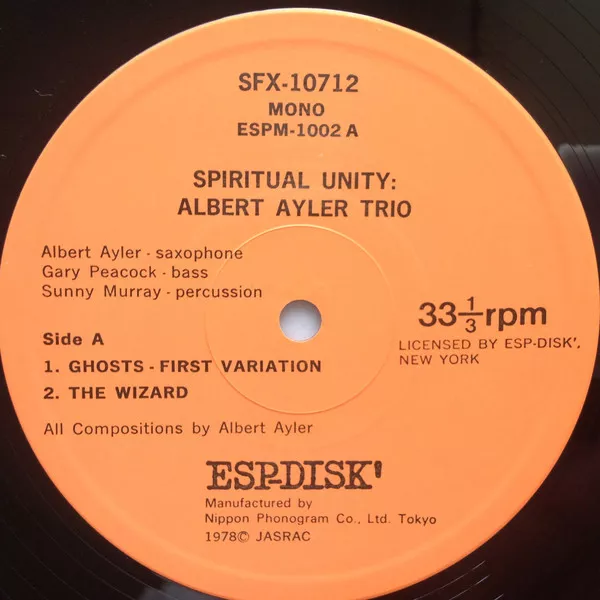 SFX-10712
MONO
ESPM-1002 A
SPIRITUAL UNITY:
ALBERT AYLER TRIO
Albert Ayler - saxophone
Gary Peacock - bass
Sunny Murray - percussion
33 1/3 rpm
LICENSED BY ESP-DISK',
NEW YORK
Side A
1. GHOSTS - FIRST VARIATION
2. THE WIZARD
All Compositions by Albert Ayler
ESP-DISK'
Manufactured by
Nippon Phonogram Co., Ltd. Tokyo
1978© JASRAC